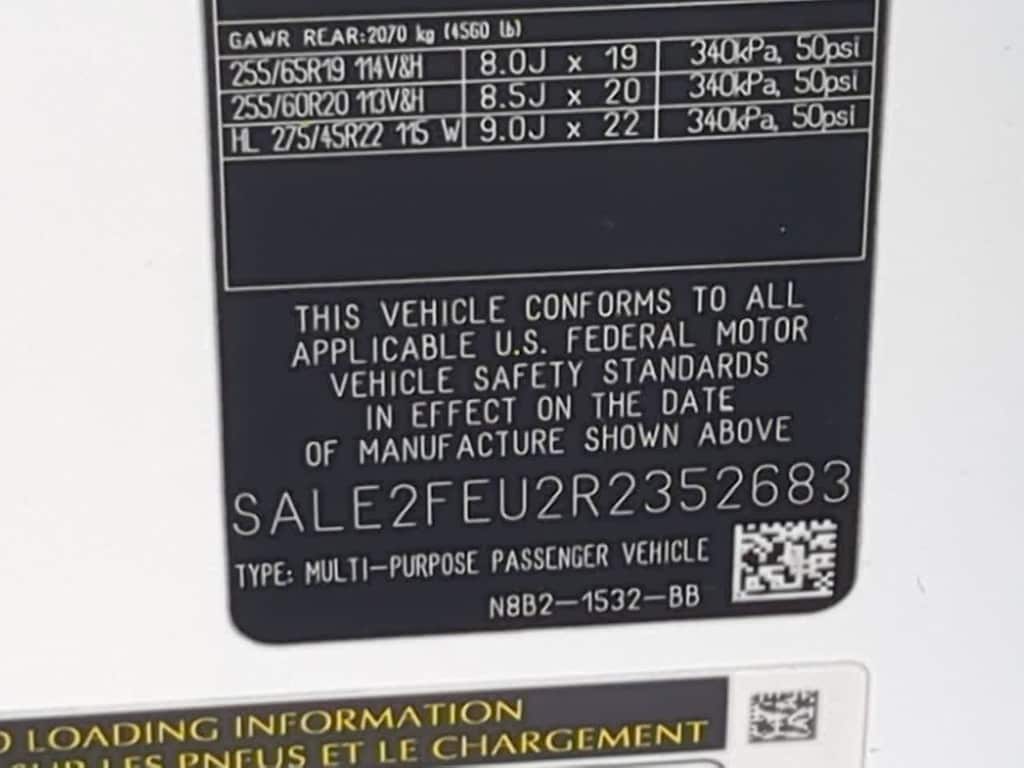 GAWR REAR:2070 kg (4560 lb)
255/65R19 114V&H 8.0J x 19 340kPa, 50psi
255/60R20 113V&H 8.5J x 20 340kPa, 50psi
HL 275/45R22 115 W 9.0J x 22 340kPa, 50psi
THIS VEHICLE CONFORMS TO ALL
APPLICABLE U.S. FEDERAL MOTOR
VEHICLE SAFETY STANDARDS
IN EFFECT ON THE DATE
OF MANUFACTURE SHOWN ABOVE
SALE2FEU2R2352683
TYPE: MULTI-PURPOSE PASSENGER VEHICLE
N8B2-1532-BB
LOADING INFORMATION
SUR LES PNEUS ET LE CHARGEMENT